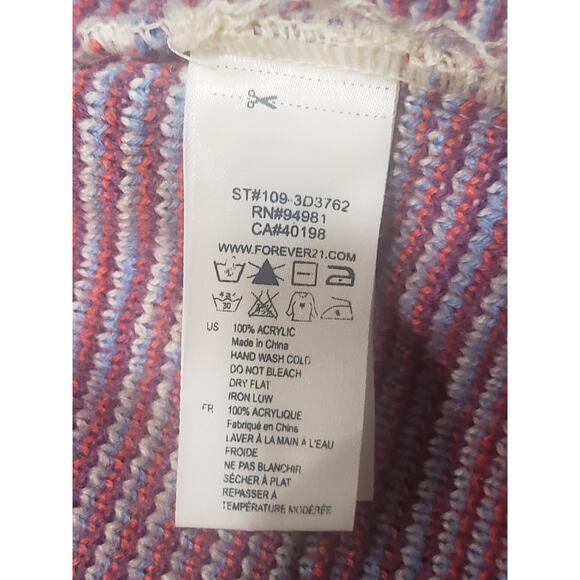 ST#109-3D3762
RN#94981
CA#40198
WWW.FOREVER21.COM
30
US 100% ACRYLIC
Made in China
HAND WASH COLD
DO NOT BLEACH
DRY FLAT
IRON LOW
FR 100% ACRYLIQUE
Fabriqué en Chine
LAVER À LA MAIN À L'EAU
FROIDE
NE PAS BLANCHIR
SÉCHER À PLAT
REPASSER À
TEMPÉRATURE MODÉRÉE